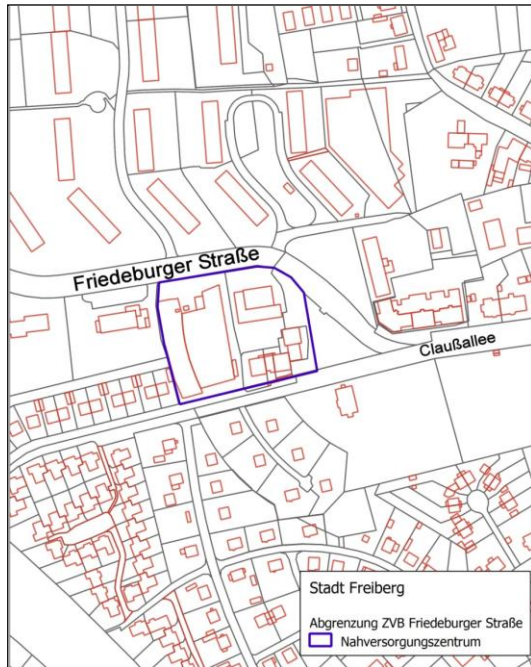 Friedeburger Straße
Claußallee
Stadt Freiberg
Abgrenzung ZVB Friedeburger Straße
Nahversorgungszentrum